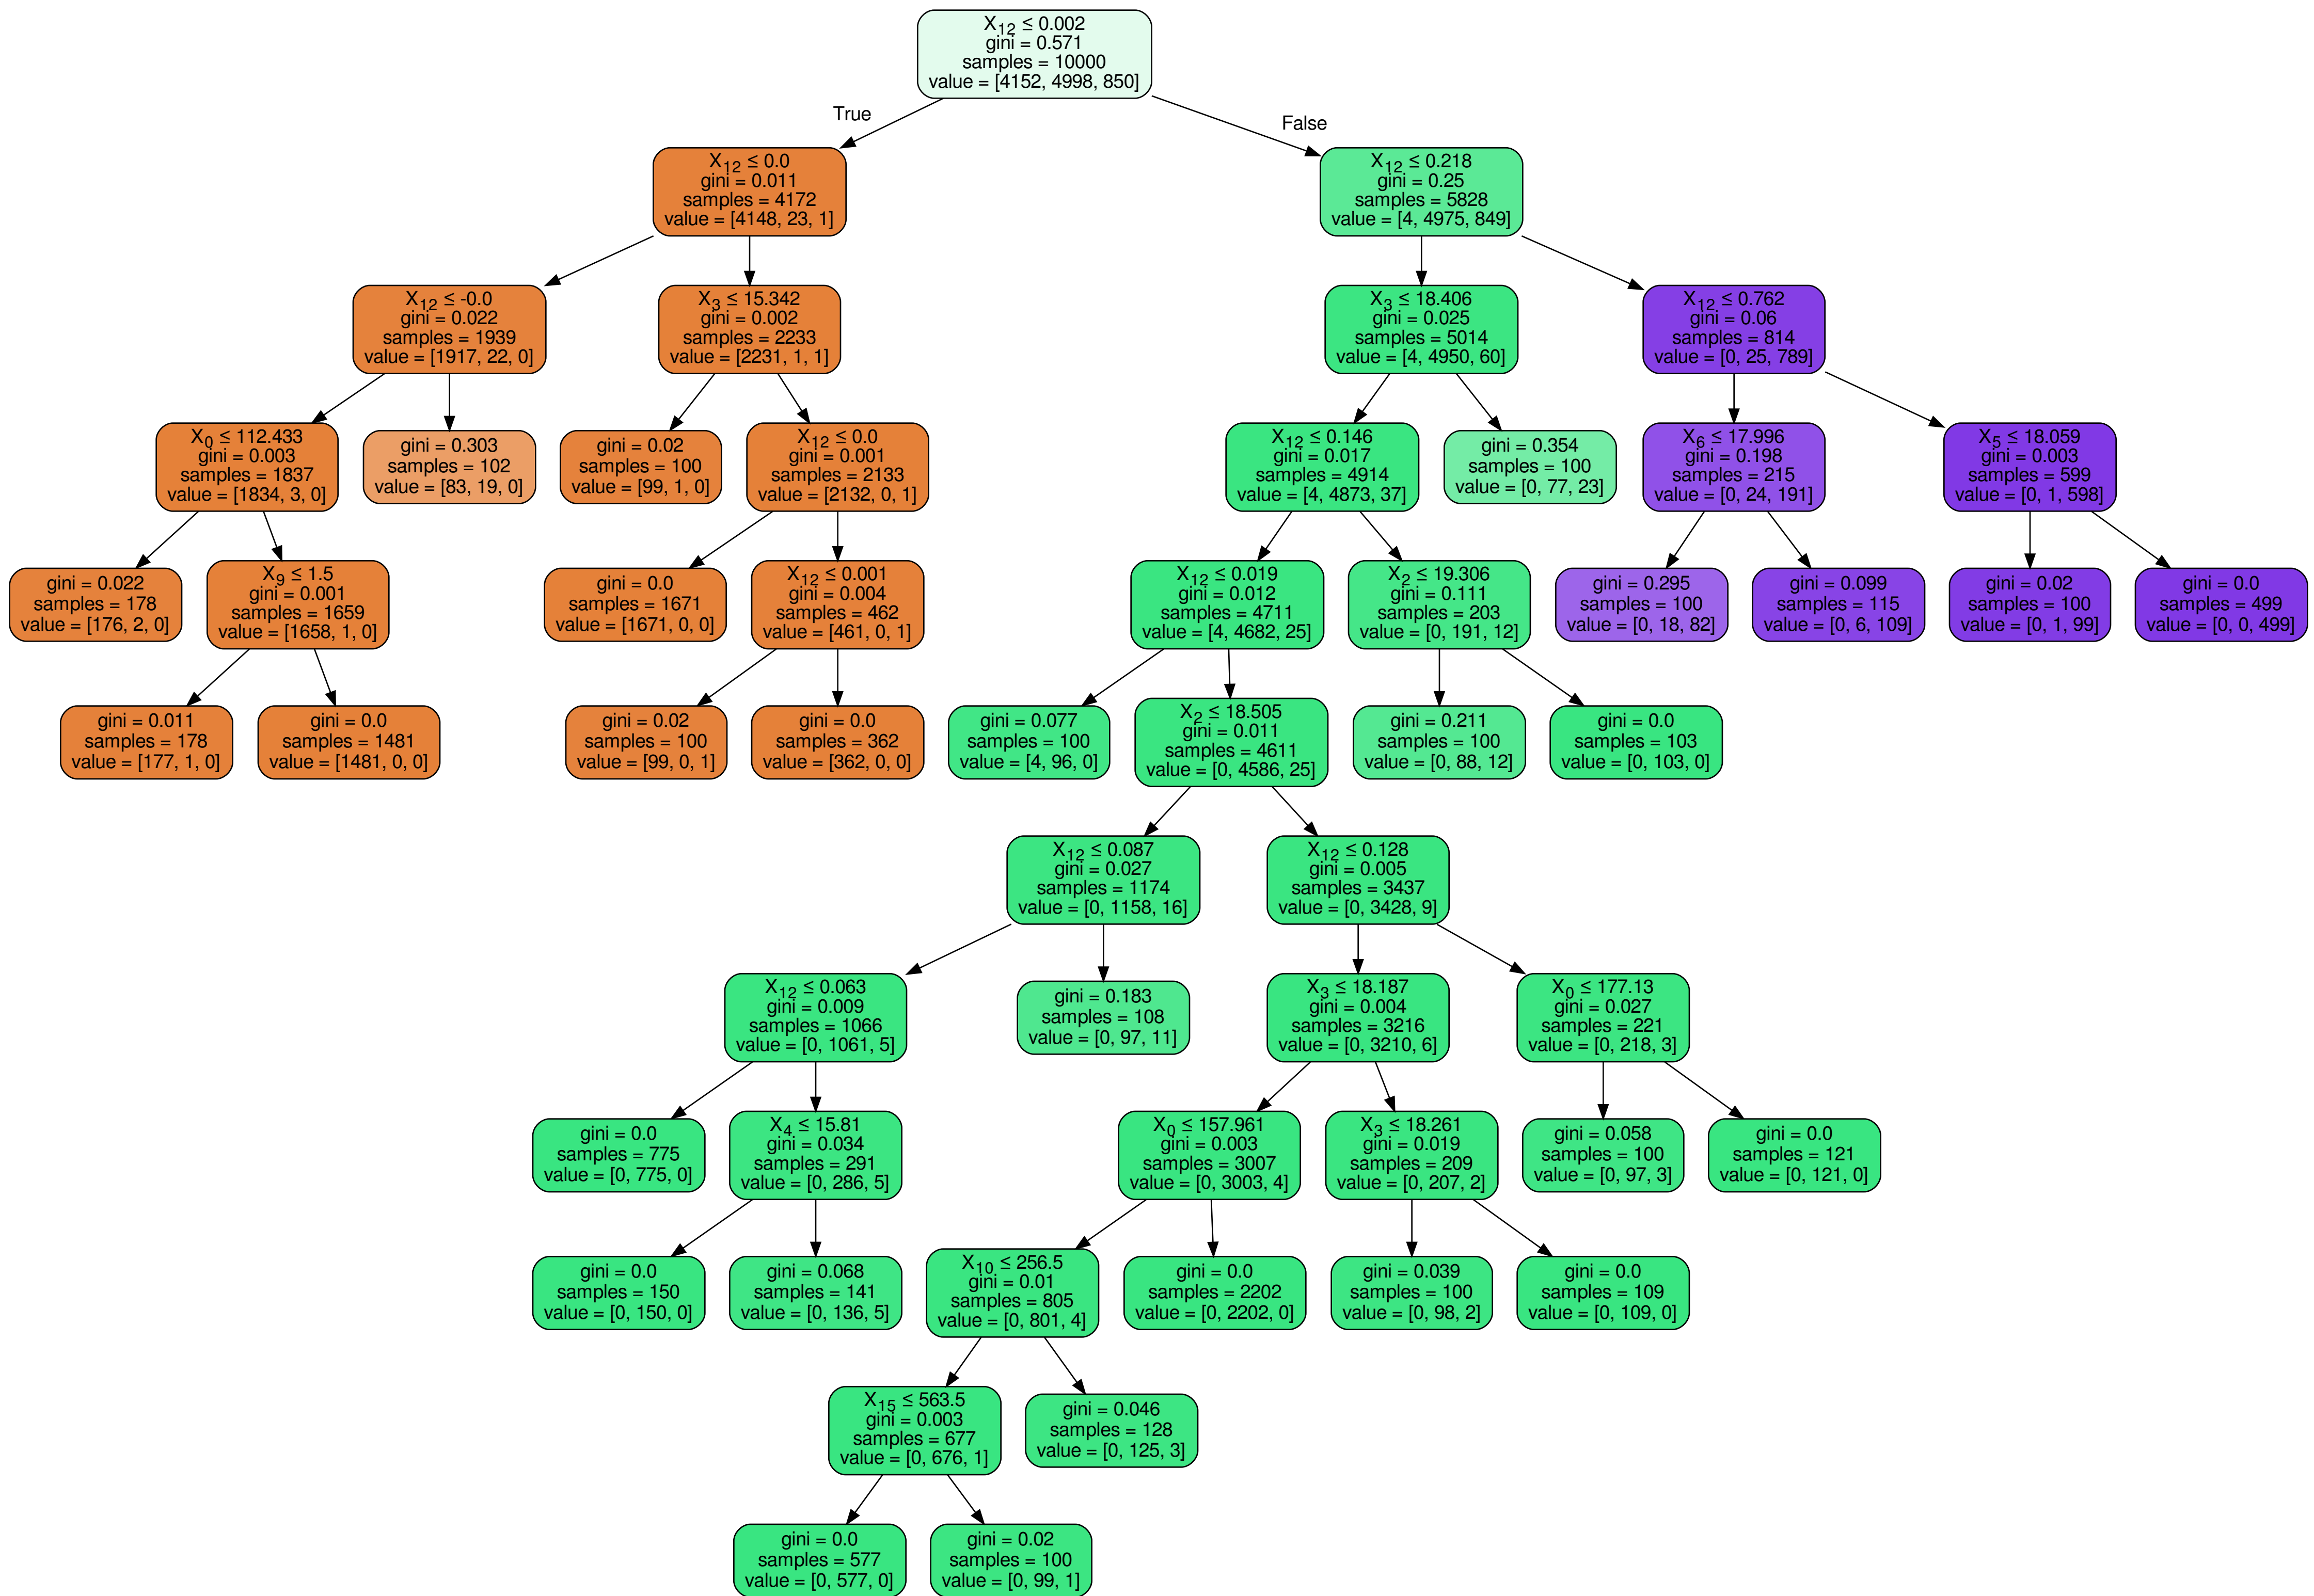 X12 ≤ 0.002
gini = 0.571
samples = 10000
value = [4152, 4998, 850]
True
False
X12 ≤ 0.0
gini = 0.011
samples = 4172
value = [4148, 23, 1]
X12 ≤ 0.218
gini = 0.25
samples = 5828
value = [4, 4975, 849]
X12 ≤ -0.0
gini = 0.022
samples = 1939
value = [1917, 22, 0]
X3 ≤ 15.342
gini = 0.002
samples = 2233
value = [2231, 1, 1]
X3 ≤ 18.406
gini = 0.025
samples = 5014
value = [4, 4950, 60]
X12 ≤ 0.762
gini = 0.06
samples = 814
value = [0, 25, 789]
X0 ≤ 112.433
gini = 0.003
samples = 1837
value = [1834, 3, 0]
gini = 0.303
samples = 102
value = [83, 19, 0]
gini = 0.02
samples = 100
value = [99, 1, 0]
X12 ≤ 0.0
gini = 0.001
samples = 2133
value = [2132, 0, 1]
X12 ≤ 0.146
gini = 0.017
samples = 4914
value = [4, 4873, 37]
gini = 0.354
samples = 100
value = [0, 77, 23]
X6 ≤ 17.996
gini = 0.198
samples = 215
value = [0, 24, 191]
X5 ≤ 18.059
gini = 0.003
samples = 599
value = [0, 1, 598]
gini = 0.022
samples = 178
value = [176, 2, 0]
X9 ≤ 1.5
gini = 0.001
samples = 1659
value = [1658, 1, 0]
gini = 0.0
samples = 1671
value = [1671, 0, 0]
X12 ≤ 0.001
gini = 0.004
samples = 462
value = [461, 0, 1]
X12 ≤ 0.019
gini = 0.012
samples = 4711
value = [4, 4682, 25]
X2 ≤ 19.306
gini = 0.111
samples = 203
value = [0, 191, 12]
gini = 0.295
samples = 100
value = [0, 18, 82]
gini = 0.099
samples = 115
value = [0, 6, 109]
gini = 0.02
samples = 100
value = [0, 1, 99]
gini = 0.0
samples = 499
value = [0, 0, 499]
gini = 0.011
samples = 178
value = [177, 1, 0]
gini = 0.0
samples = 1481
value = [1481, 0, 0]
gini = 0.02
samples = 100
value = [99, 0, 1]
gini = 0.0
samples = 362
value = [362, 0, 0]
gini = 0.077
samples = 100
value = [4, 96, 0]
X2 ≤ 18.505
gini = 0.011
samples = 4611
value = [0, 4586, 25]
gini = 0.211
samples = 100
value = [0, 88, 12]
gini = 0.0
samples = 103
value = [0, 103, 0]
X12 ≤ 0.087
gini = 0.027
samples = 1174
value = [0, 1158, 16]
X12 ≤ 0.128
gini = 0.005
samples = 3437
value = [0, 3428, 9]
X12 ≤ 0.063
gini = 0.009
samples = 1066
value = [0, 1061, 5]
gini = 0.183
samples = 108
value = [0, 97, 11]
X3 ≤ 18.187
gini = 0.004
samples = 3216
value = [0, 3210, 6]
X0 ≤ 177.13
gini = 0.027
samples = 221
value = [0, 218, 3]
gini = 0.0
samples = 775
value = [0, 775, 0]
X4 ≤ 15.81
gini = 0.034
samples = 291
value = [0, 286, 5]
X0 ≤ 157.961
gini = 0.003
samples = 3007
value = [0, 3003, 4]
X3 ≤ 18.261
gini = 0.019
samples = 209
value = [0, 207, 2]
gini = 0.058
samples = 100
value = [0, 97, 3]
gini = 0.0
samples = 121
value = [0, 121, 0]
gini = 0.0
samples = 150
value = [0, 150, 0]
gini = 0.068
samples = 141
value = [0, 136, 5]
X10 ≤ 256.5
gini = 0.01
samples = 805
value = [0, 801, 4]
gini = 0.0
samples = 2202
value = [0, 2202, 0]
gini = 0.039
samples = 100
value = [0, 98, 2]
gini = 0.0
samples = 109
value = [0, 109, 0]
X15 ≤ 563.5
gini = 0.003
samples = 677
value = [0, 676, 1]
gini = 0.046
samples = 128
value = [0, 125, 3]
gini = 0.0
samples = 577
value = [0, 577, 0]
gini = 0.02
samples = 100
value = [0, 99, 1]